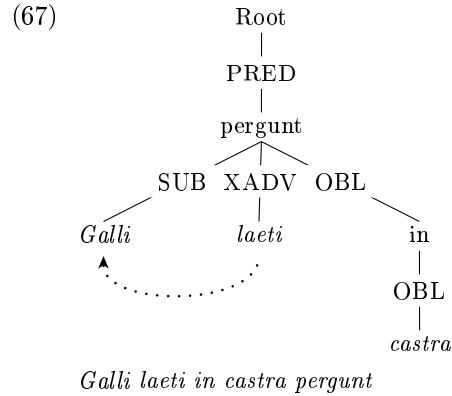 (67)
Root
PRED
pergunt
SUB XADV OBL
Galli laeti in
OBL
castra
Galli laeti in castra pergunt